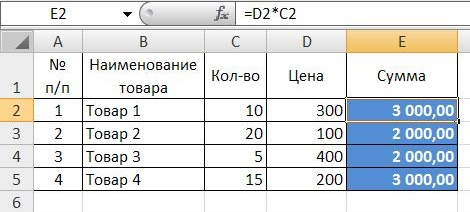 E2 fx =D2*C2
A B C D E
1 № п/п Наименование товара Кол-во Цена Сумма
2 1 Товар 1 10 300 3 000,00
3 2 Товар 2 20 100 2 000,00
4 3 Товар 3 5 400 2 000,00
5 4 Товар 4 15 200 3 000,00
6